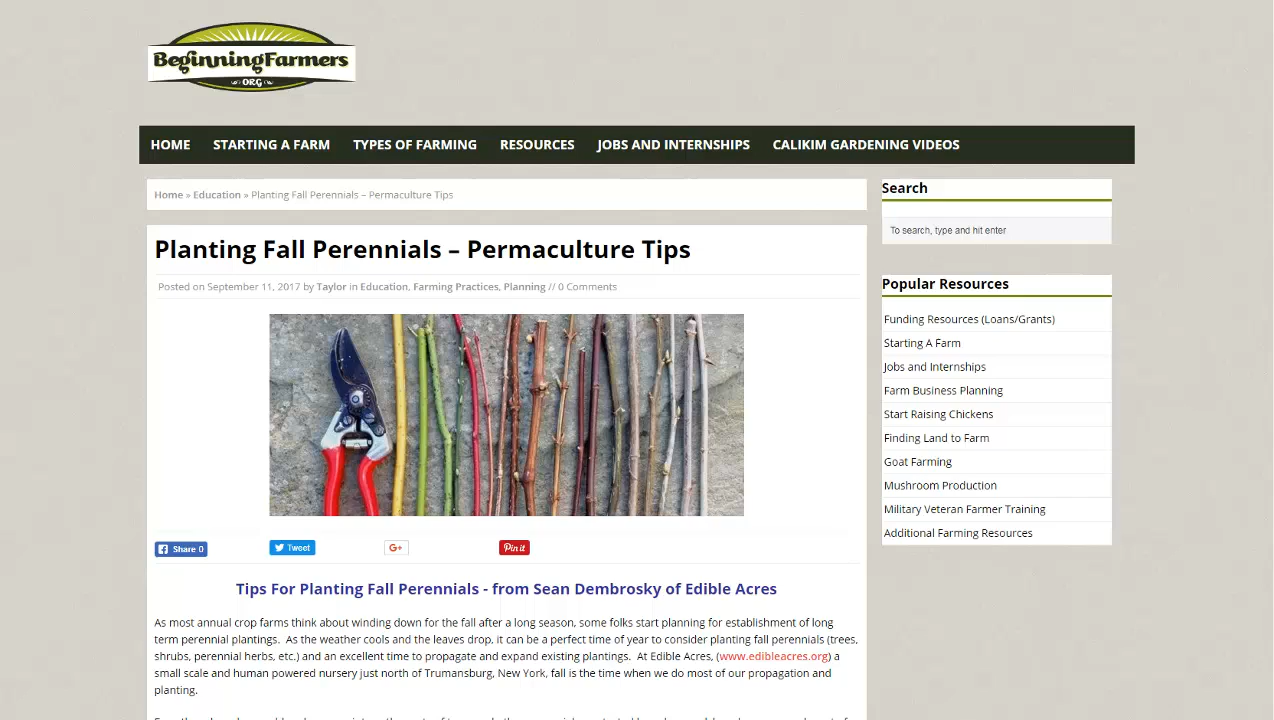 BeginningFarmers
ORG
HOME
STARTING A FARM
TYPES OF FARMING
RESOURCES
JOBS AND INTERNSHIPS
CALIKIM GARDENING VIDEOS
Home » Education » Planting Fall Perennials – Permaculture Tips
Planting Fall Perennials – Permaculture Tips
Posted on September 11, 2017 by Taylor in Education, Farming Practices, Planning // 0 Comments
Share 0
Tweet
G+
Pin it
Tips For Planting Fall Perennials - from Sean Dembrosky of Edible Acres
As most annual crop farms think about winding down for the fall after a long season, some folks start planning for establishment of long
term perennial plantings. As the weather cools and the leaves drop, it can be a perfect time of year to consider planting fall perennials (trees,
shrubs, perennial herbs, etc.) and an excellent time to propagate and expand existing plantings. At Edible Acres, (www.edibleacres.org) a
small scale and human powered nursery just north of Trumansburg, New York, fall is the time when we do most of our propagation and
planting.
Search
To search, type and hit enter
Popular Resources
Funding Resources (Loans/Grants)
Starting A Farm
Jobs and Internships
Farm Business Planning
Start Raising Chickens
Finding Land to Farm
Goat Farming
Mushroom Production
Military Veteran Farmer Training
Additional Farming Resources